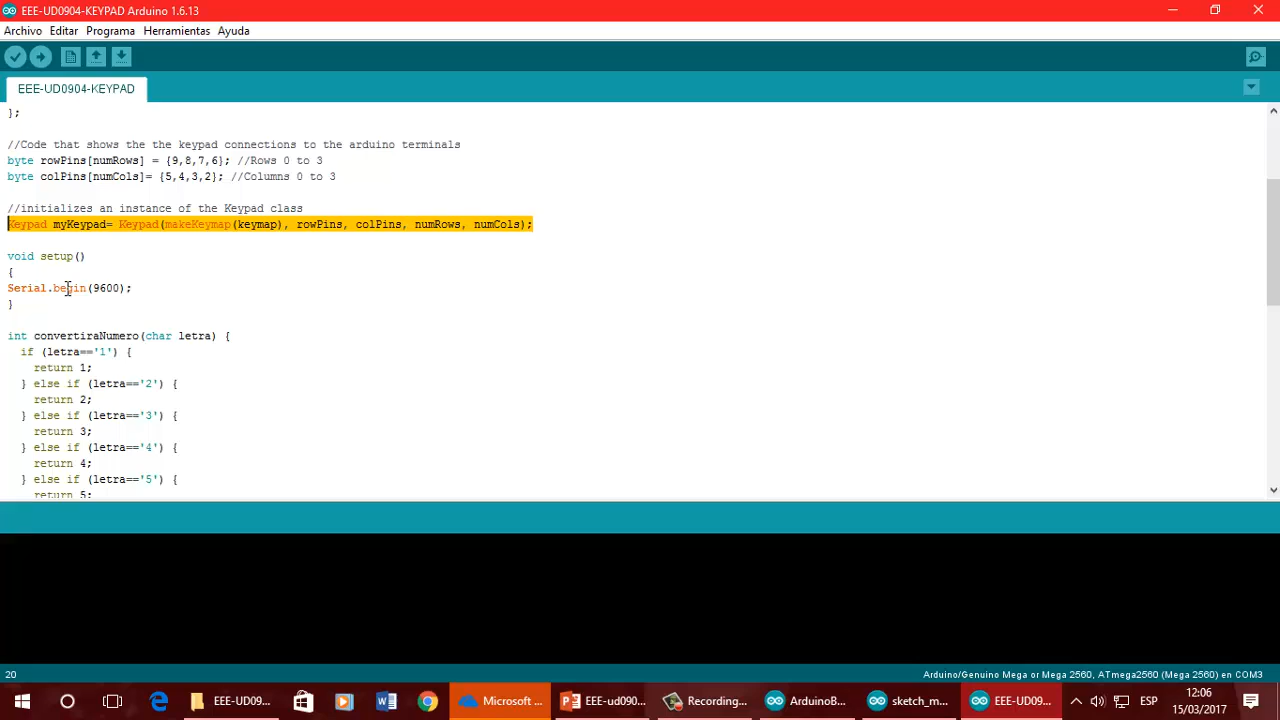 EEE-UD0904-KEYPAD Arduino 1.6.13
Archivo Editar Programa Herramientas Ayuda
EEE-UD0904-KEYPAD
};
//Code that shows the the keypad connections to the arduino terminals
byte rowPins[numRows] = {9,8,7,6}; //Rows 0 to 3
byte colPins[numCols]= {5,4,3,2}; //Columns 0 to 3
//initializes an instance of the Keypad class
Keypad myKeypad= Keypad(makeKeymap(keymap), rowPins, colPins, numRows, numCols);
void setup()
{
Serial.begin(9600);
}
int convertiraNumero(char letra) {
if (letra=='1') {
return 1;
} else if (letra=='2') {
return 2;
} else if (letra=='3') {
return 3;
} else if (letra=='4') {
return 4;
} else if (letra=='5') {
return 5;
20
Arduino/Genuino Mega or Mega 2560, ATmega2560 (Mega 2560) en COM3
EEE-UD09... Microsoft ... EEE-ud090... Recording... ArduinoB... sketch_m... EEE-UD09... ESP 12:06
15/03/2017